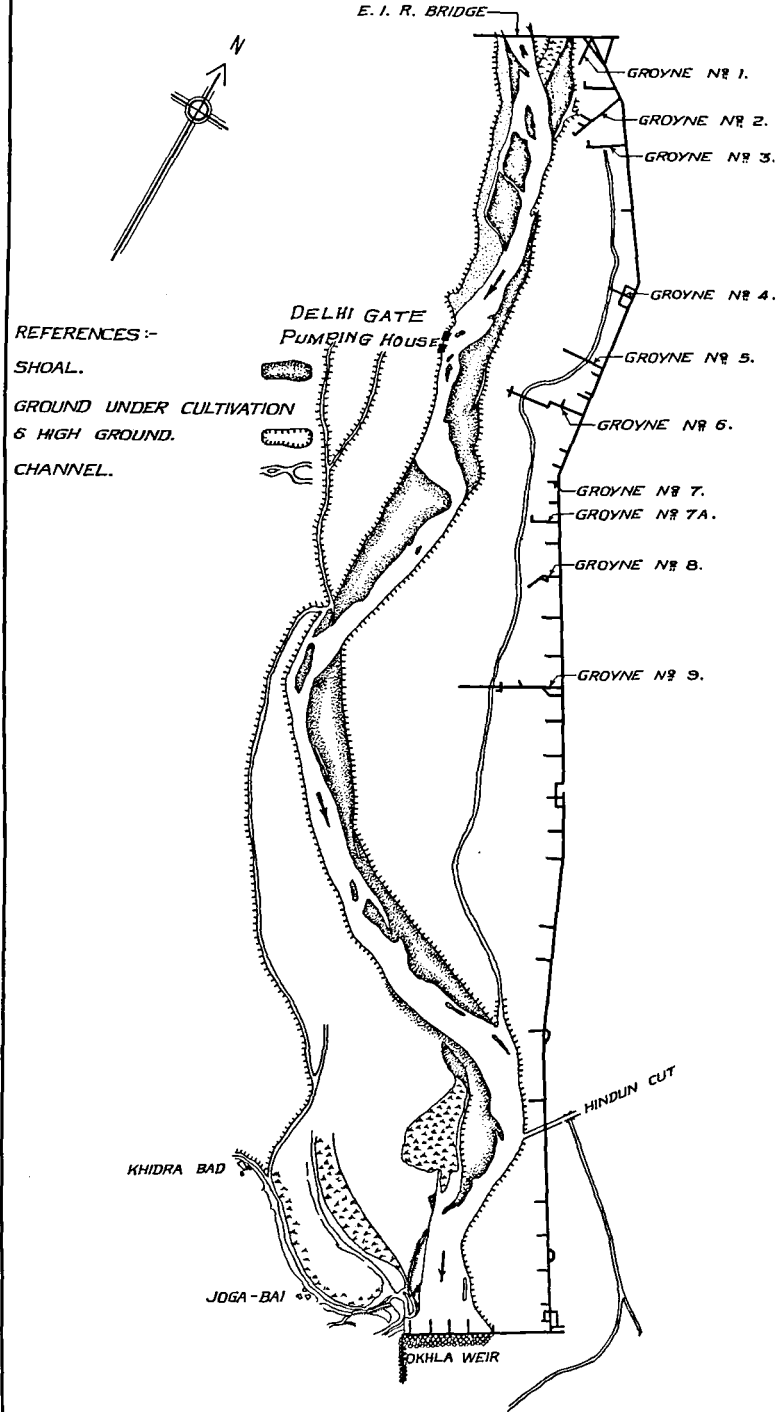 E. I. R. BRIDGE
N
GROYNE Nº 1.
GROYNE Nº 2.
GROYNE Nº 3.
DELHI GATE
PUMPING HOUSE
GROYNE Nº 4.
REFERENCES:-
SHOAL.
GROYNE Nº 5.
GROUND UNDER CULTIVATION
& HIGH GROUND.
GROYNE Nº 6.
CHANNEL.
GROYNE Nº 7.
GROYNE Nº 7A.
GROYNE Nº 8.
GROYNE Nº 9.
HINDUN CUT
KHIDRA BAD
JOGA-BAI
OKHLA WEIR